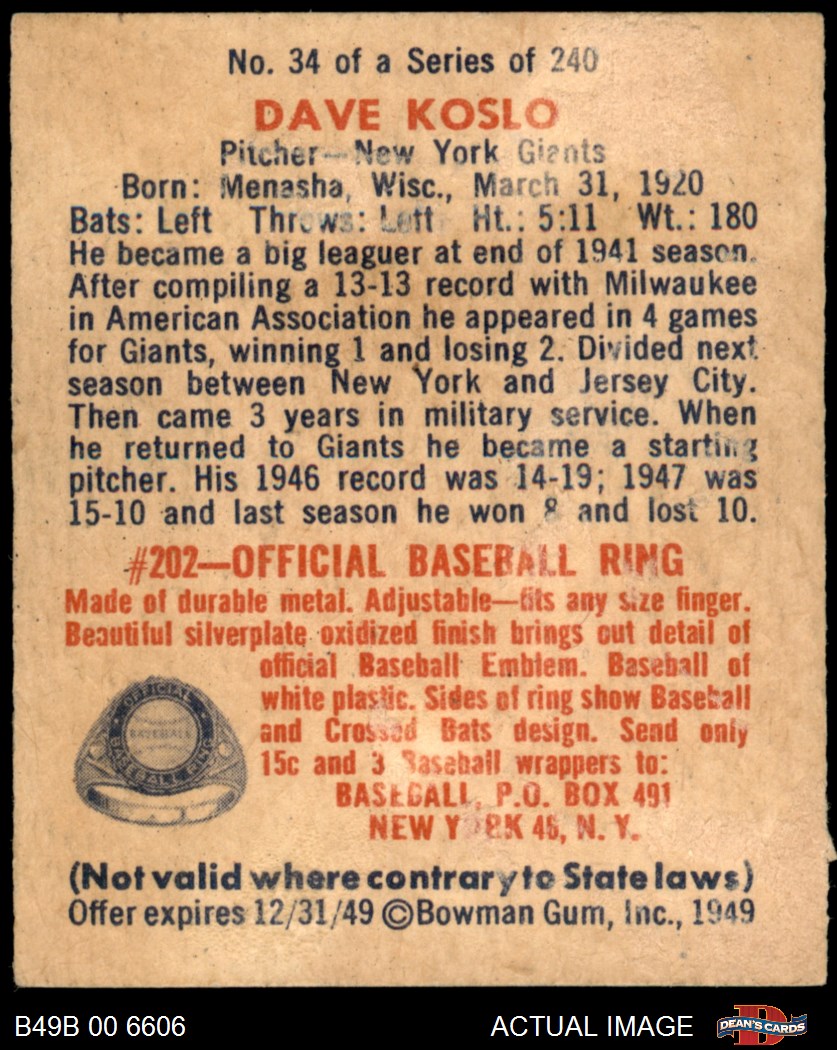 No. 34 of a Series of 240
DAVE KOSLO
Pitcher—New York Giants
Born: Menasha, Wisc., March 31, 1920
Bats: Left Throws: Left Ht.: 5:11 Wt.: 180
He became a big leaguer at end of 1941 season.
After compiling a 13-13 record with Milwaukee
in American Association he appeared in 4 games
for Giants, winning 1 and losing 2. Divided next
season between New York and Jersey City.
Then came 3 years in military service. When
he returned to Giants he became a starting
pitcher. His 1946 record was 14-19; 1947 was
15-10 and last season he won 8 and lost 10.
#202—OFFICIAL BASEBALL RING
Made of durable metal. Adjustable—fits any size finger.
Beautiful silverplate oxidized finish brings out detail of
official Baseball Emblem. Baseball of
white plastic. Sides of ring show Baseball
and Crossed Bats design. Send only
15c and 3 Baseball wrappers to:
BASEBALL, P.O. BOX 491
NEW YORK 46, N. Y.
OFFICIAL
BASEBALL
BASEBALL RING
(Not valid where contrary to State laws)
Offer expires 12/31/49 ©Bowman Gum, Inc., 1949
B49B 00 6606
ACTUAL IMAGE
D
DEAN'S CARDS